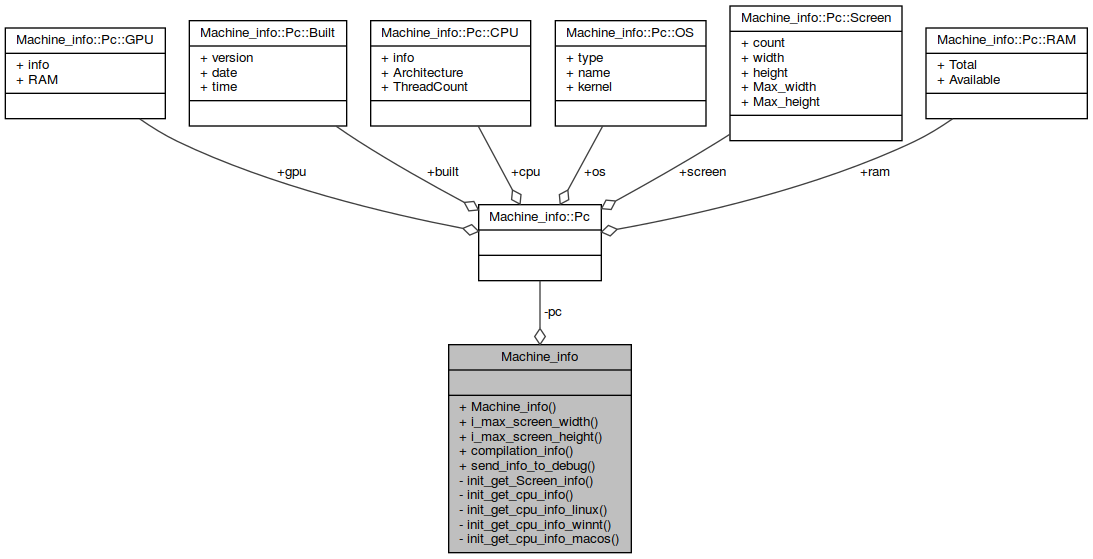 Machine_info::Pc::GPU
+ info
+ RAM
Machine_info::Pc::Built
+ version
+ date
+ time
Machine_info::Pc::CPU
+ info
+ Architecture
+ ThreadCount
Machine_info::Pc::OS
+ type
+ name
+ kernel
Machine_info::Pc::Screen
+ count
+ width
+ height
+ Max_width
+ Max_height
Machine_info::Pc::RAM
+ Total
+ Available
+gpu
+built
+cpu
+os
+screen
+ram
Machine_info::Pc
-pc
Machine_info
+ Machine_info()
+ i_max_screen_width()
+ i_max_screen_height()
+ compilation_info()
+ send_info_to_debug()
- init_get_Screen_info()
- init_get_cpu_info()
- init_get_cpu_info_linux()
- init_get_cpu_info_winnt()
- init_get_cpu_info_macos()